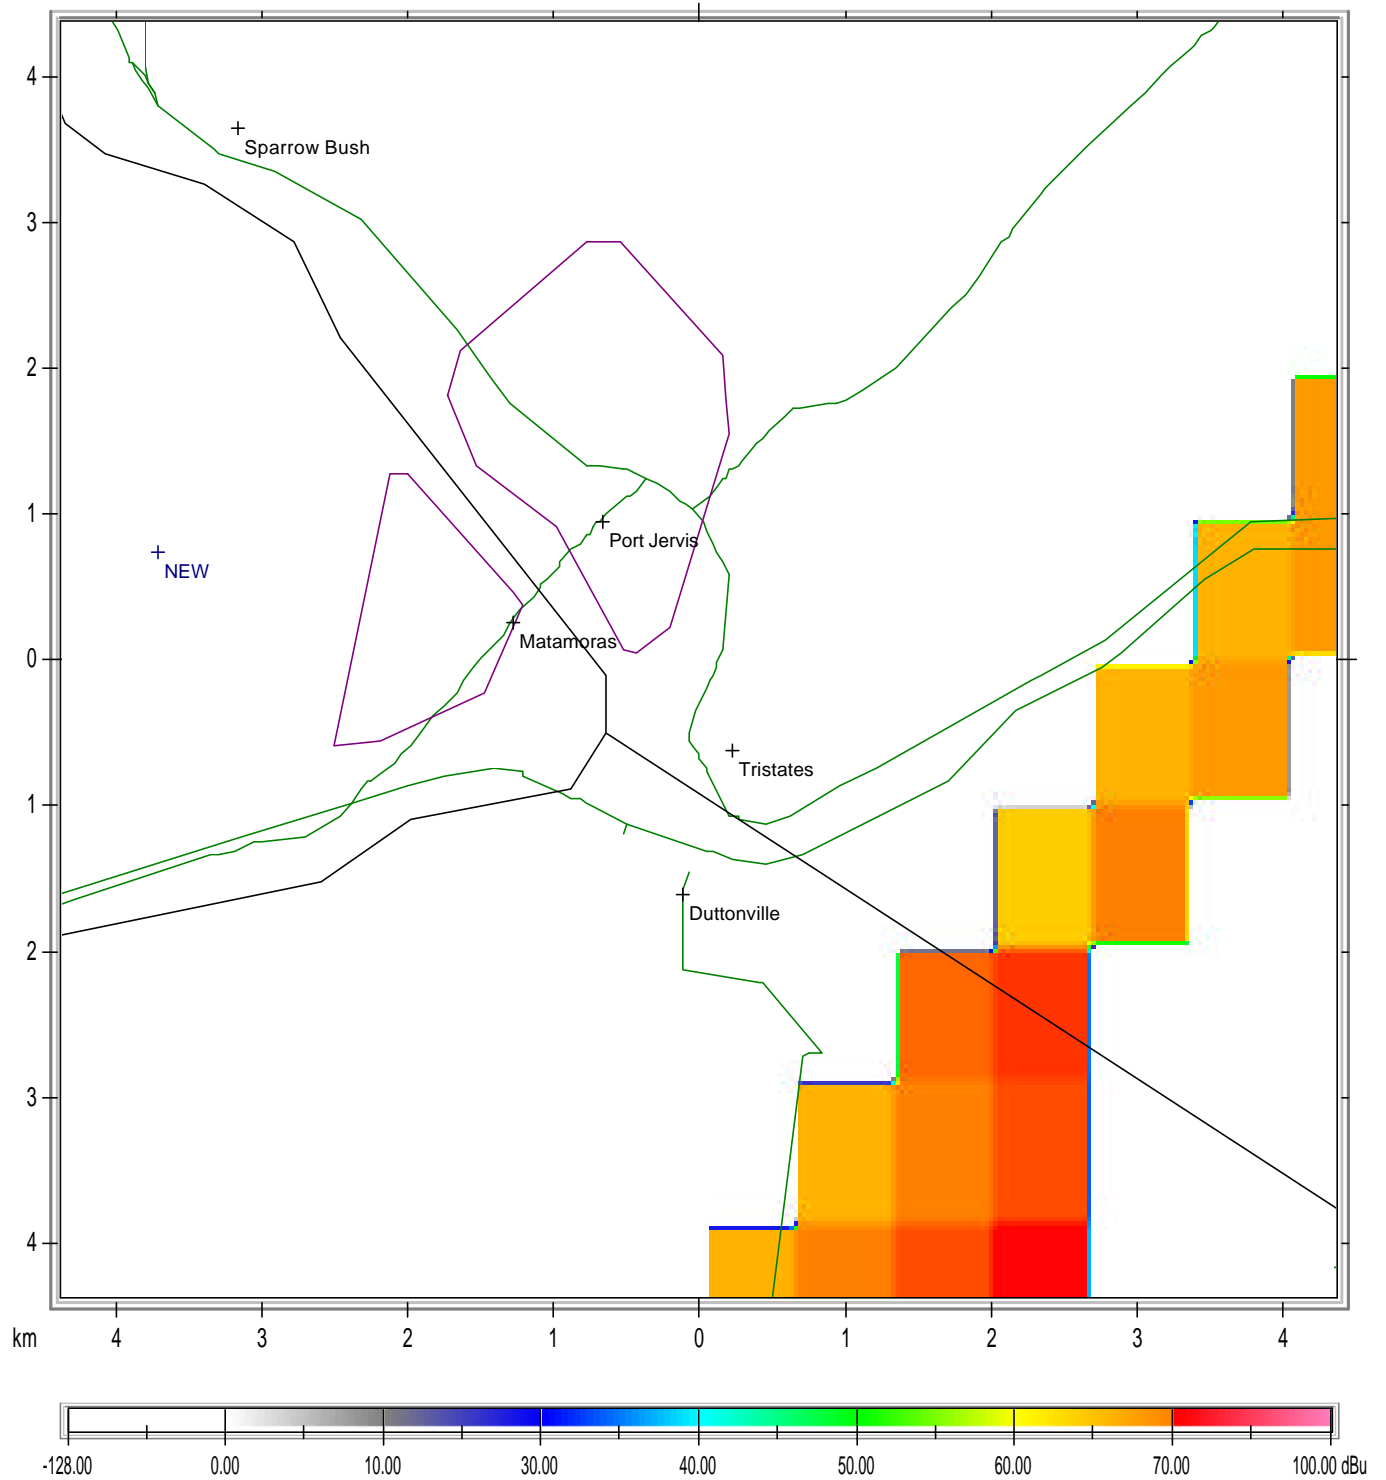 4
Sparrow Bush
3
2
1
Port Jervis
NEW
Matamoras
0
Tristates
1
Duttonville
2
3
4
km 4 3 2 1 0 1 2 3 4
-128.00 0.00 10.00 30.00 40.00 50.00 60.00 70.00 100.00 dBu